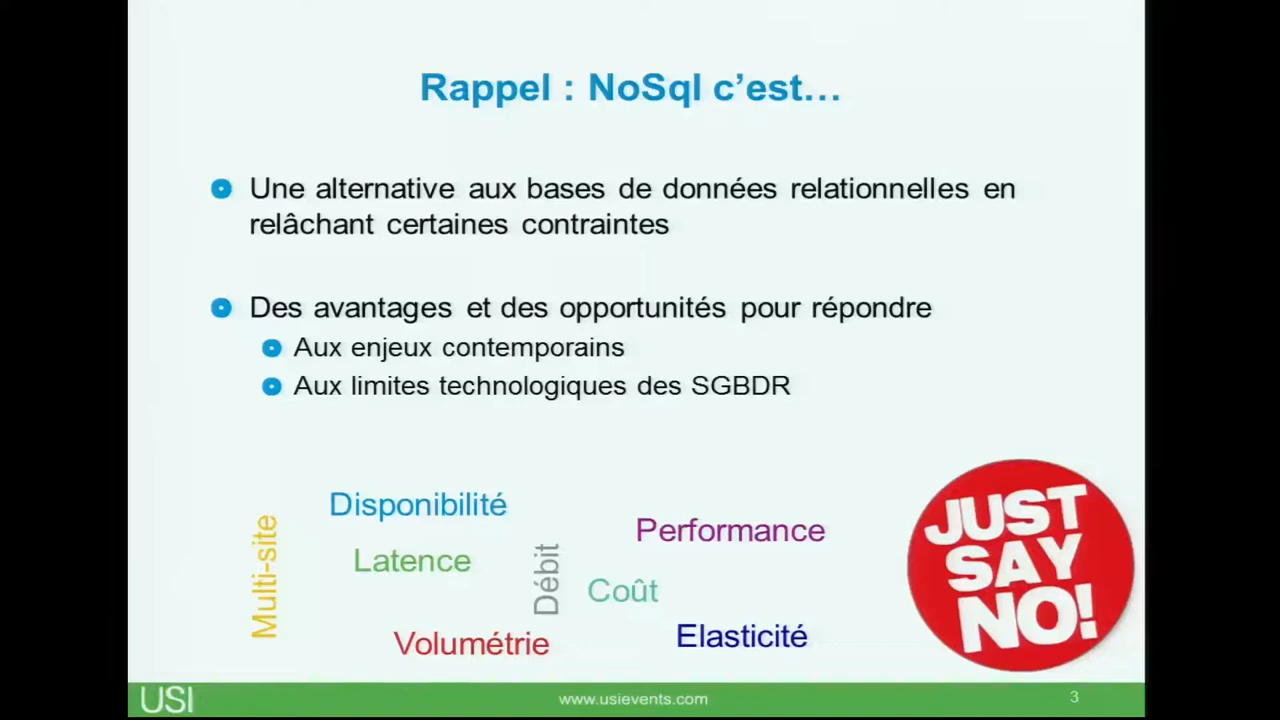 Rappel : NoSql c’est…
Une alternative aux bases de données relationnelles en
relâchant certaines contraintes
Des avantages et des opportunités pour répondre
Aux enjeux contemporains
Aux limites technologiques des SGBDR
Multi-site
Disponibilité
Latence
Volumétrie
Débit
Performance
Coût
Elasticité
JUST
SAY
NO!
USI
www.usievents.com
3